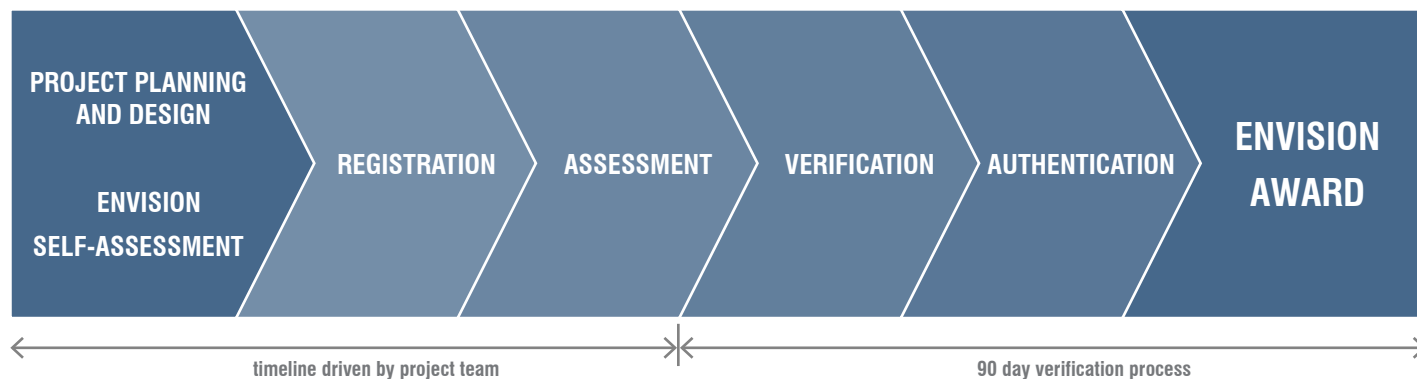 PROJECT PLANNING
AND DESIGN
ENVISION
SELF-ASSESSMENT
REGISTRATION
ASSESSMENT
VERIFICATION
AUTHENTICATION
ENVISION
AWARD
timeline driven by project team
90 day verification process